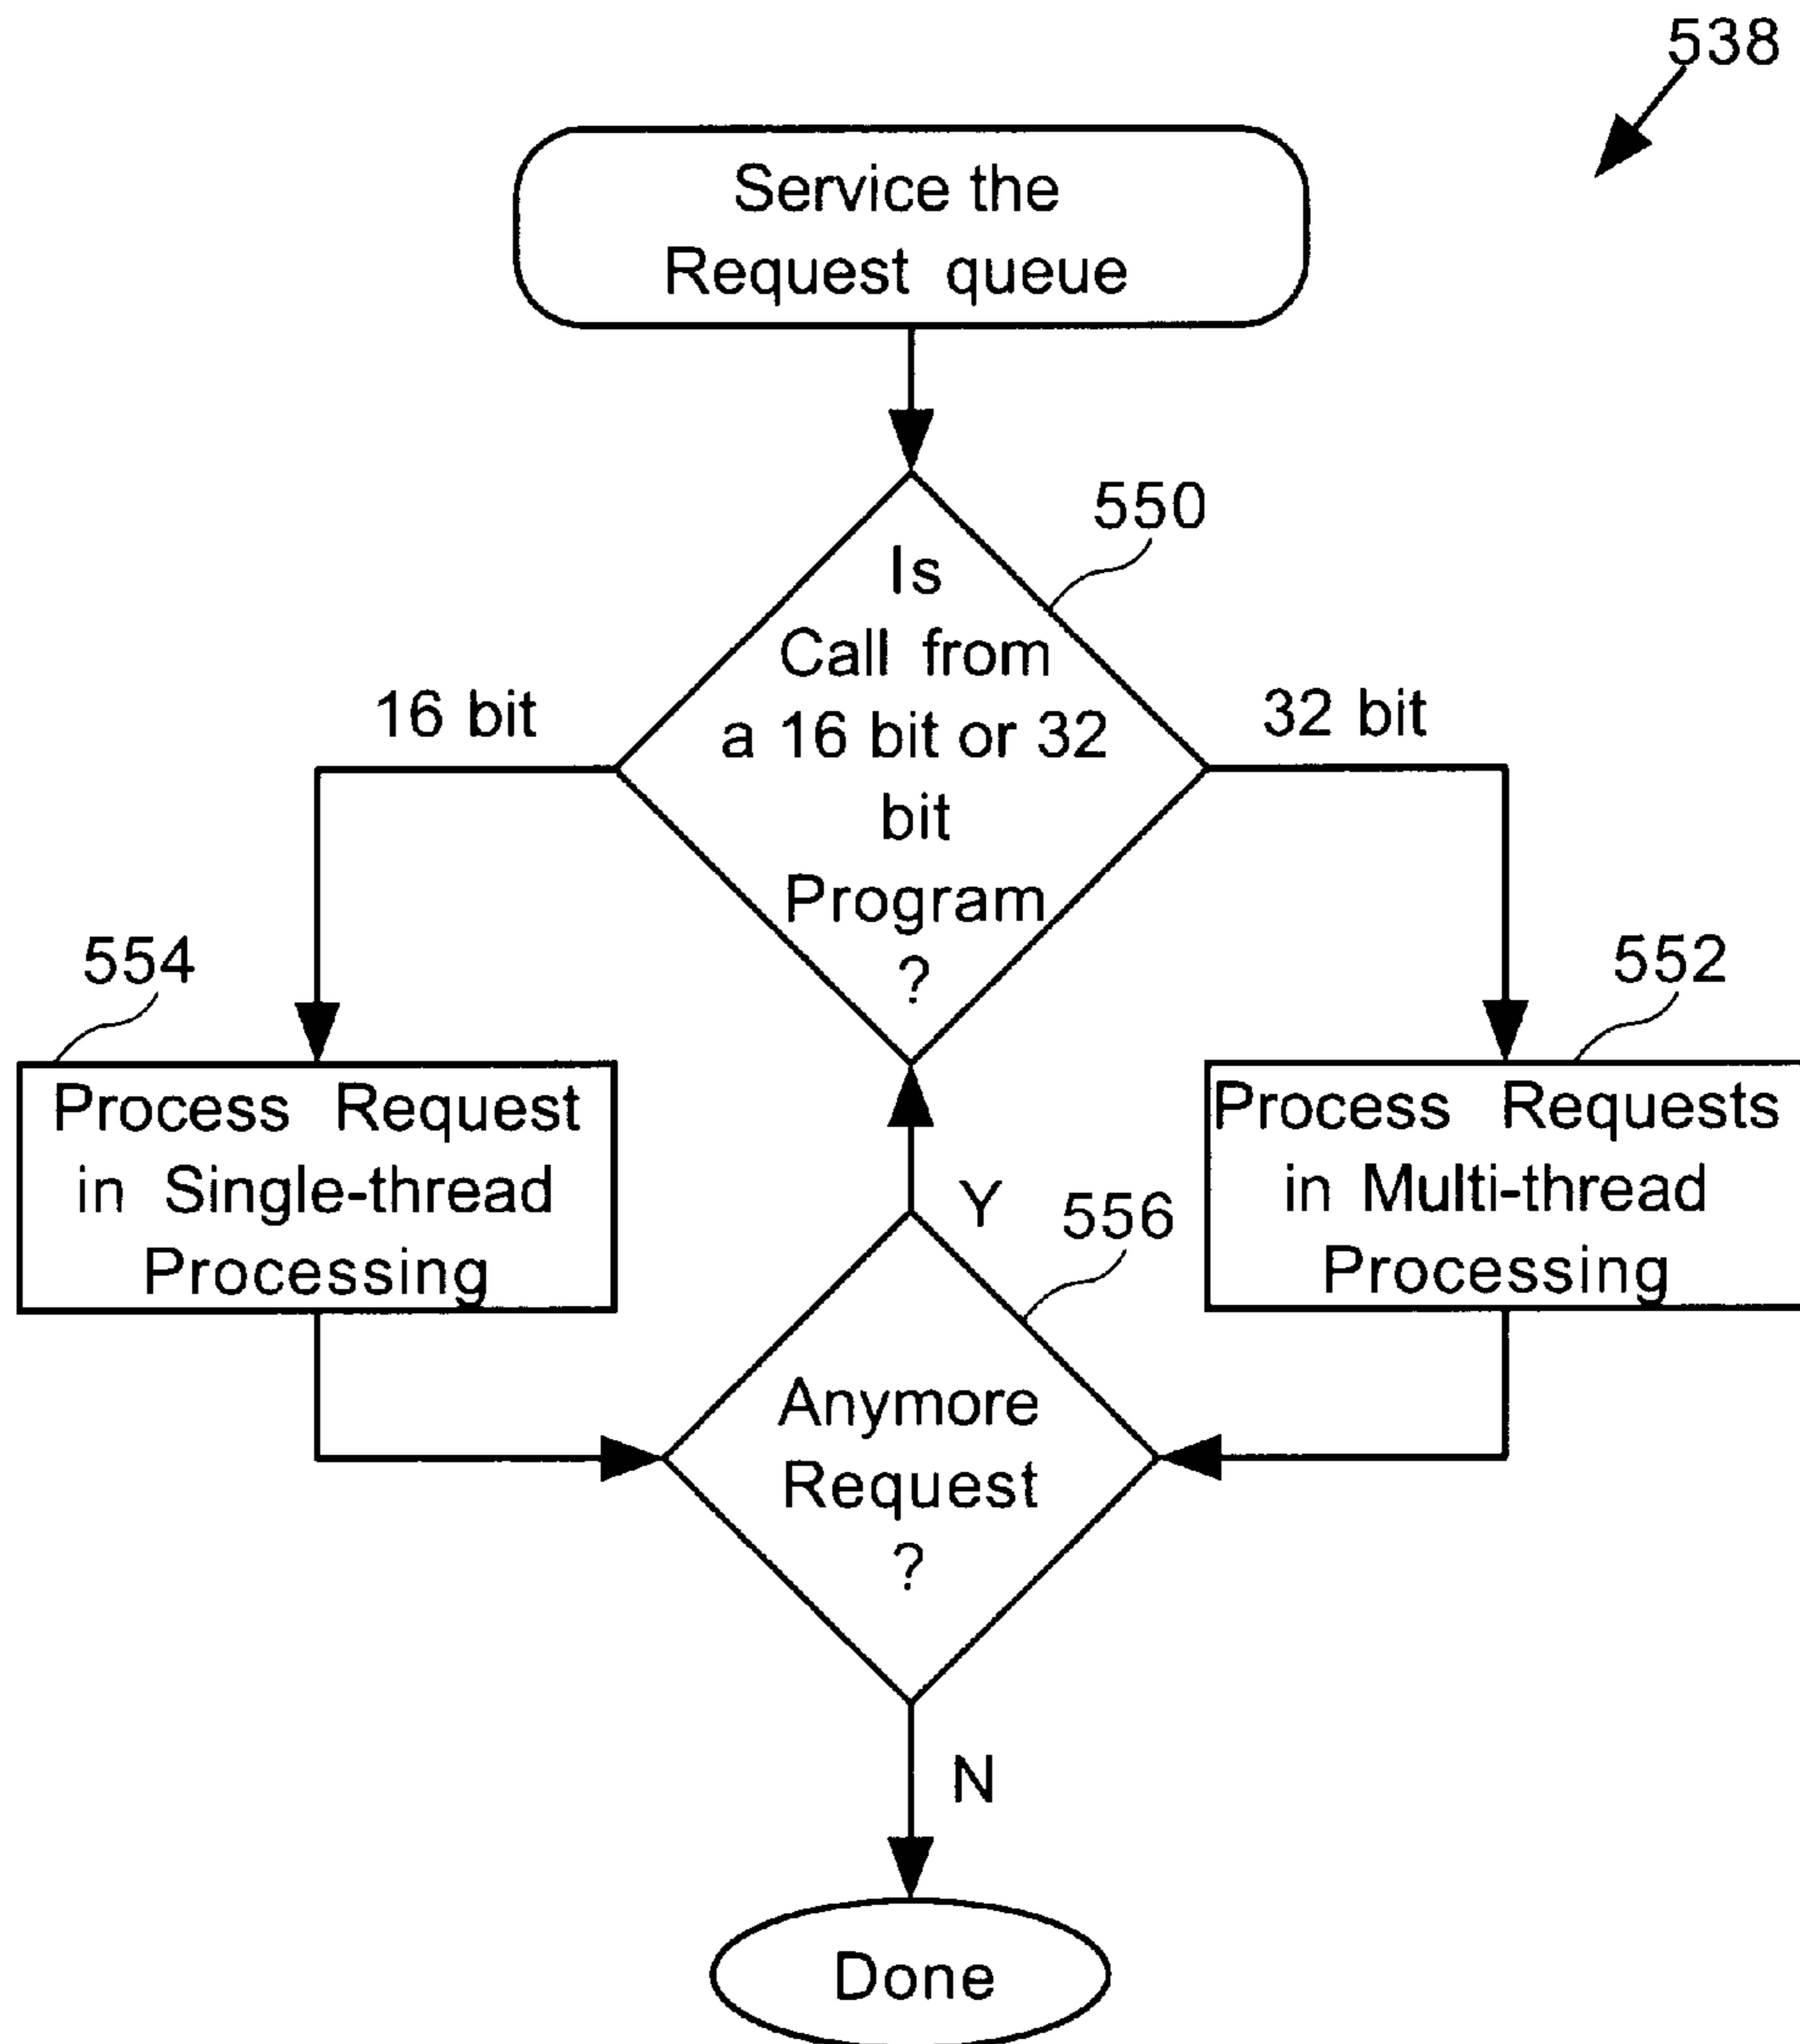 538
Service the
Request queue
550
Is
Call from
a 16 bit or 32
bit
Program
?
16 bit
32 bit
554
552
Process Request
in Single-thread
Processing
Process Requests
in Multi-thread
Processing
Y
556
Anymore
Request
?
N
Done